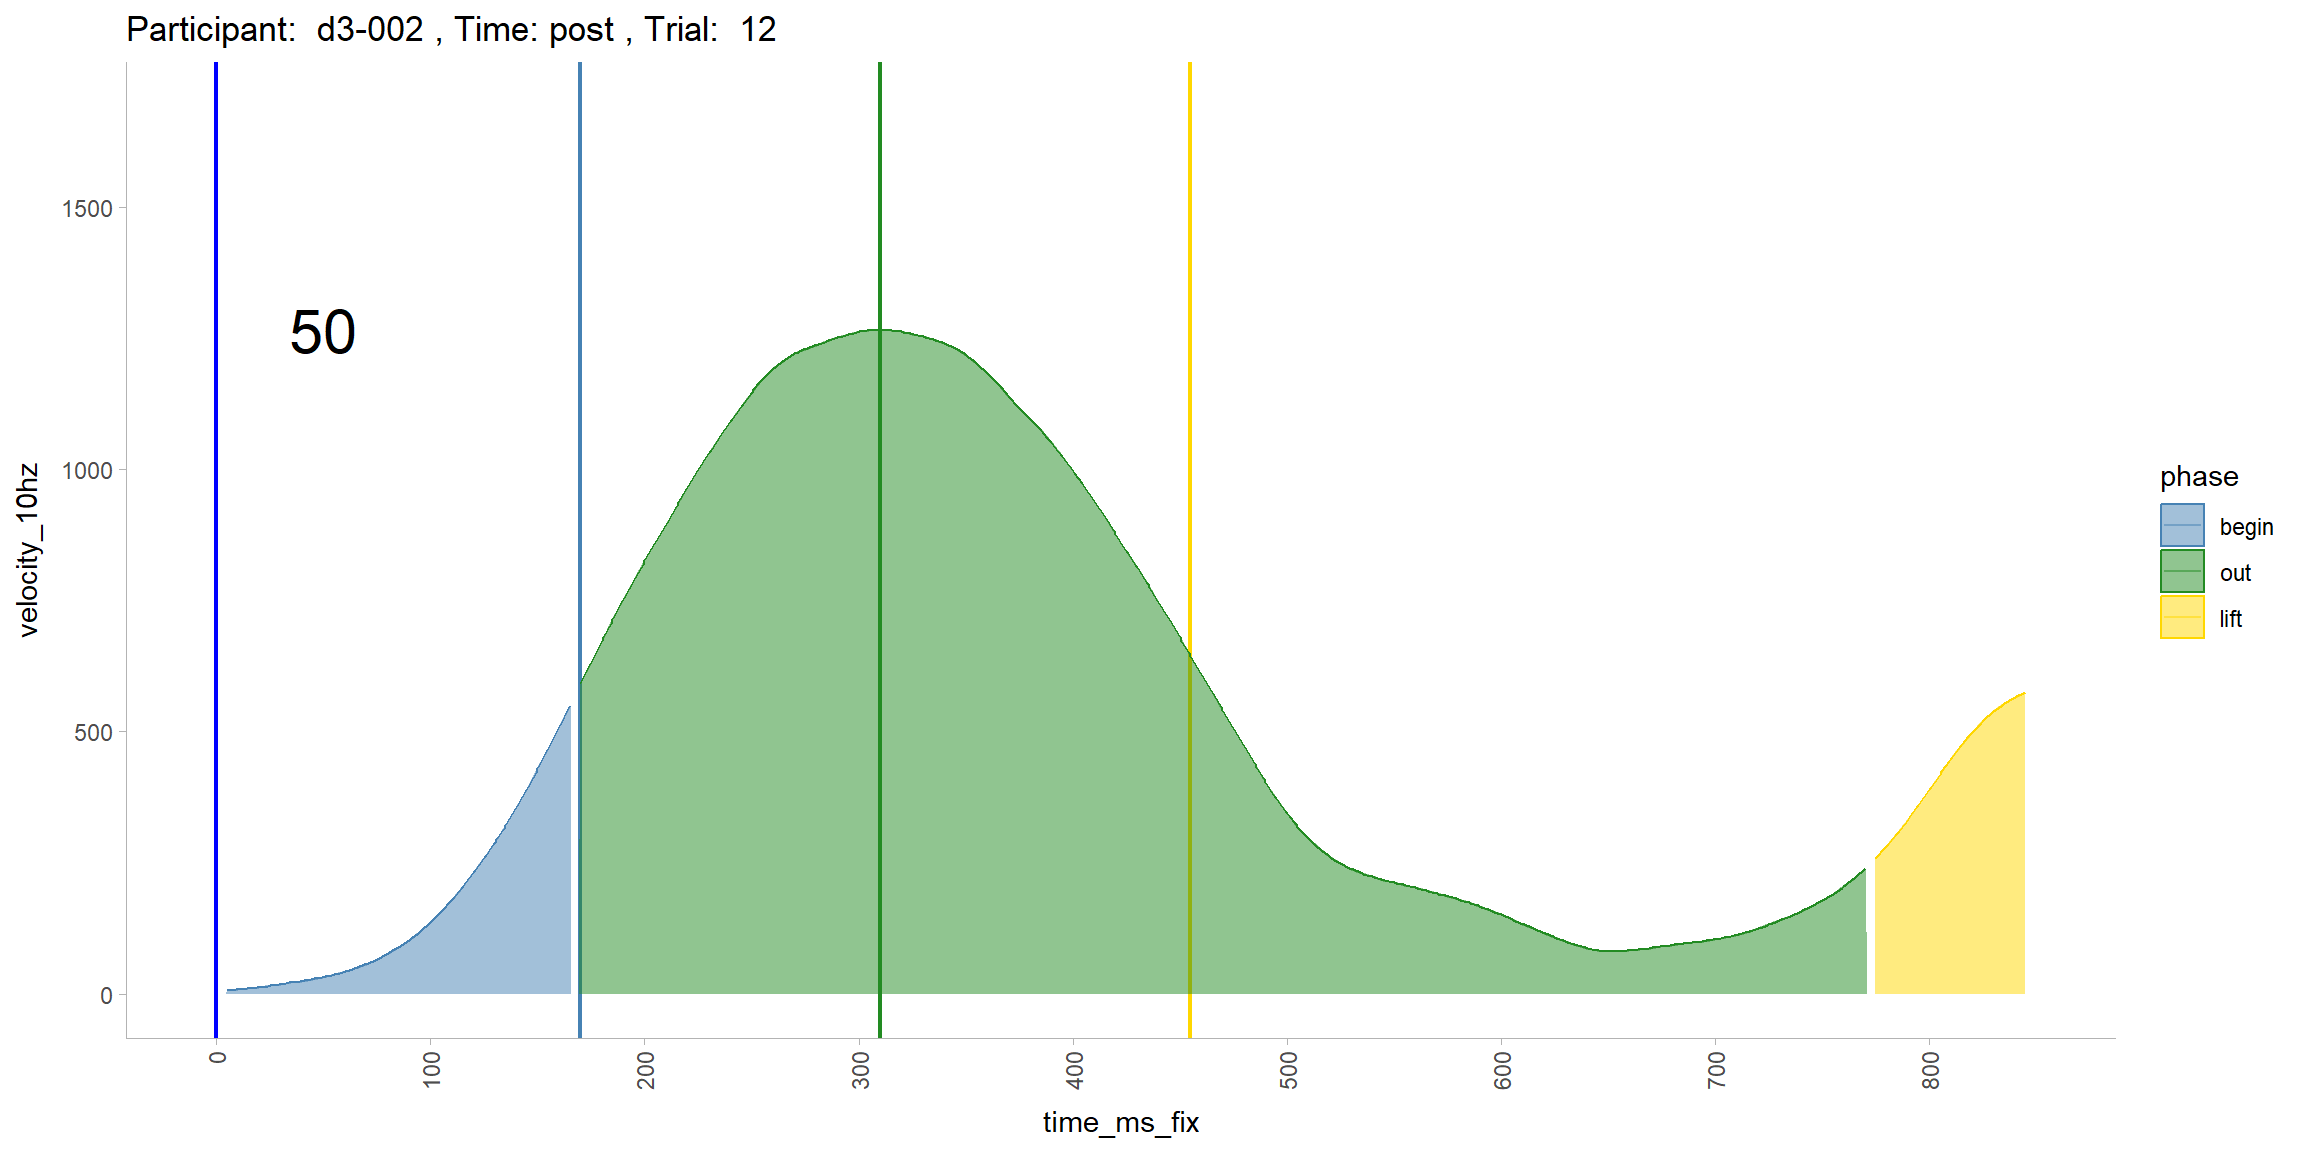 Participant:  d3-002 , Time: post , Trial:  12
50
velocity_10hz
1500
1000
500
0
0
100
200
300
400
500
600
700
800
time_ms_fix
phase
begin
out
lift